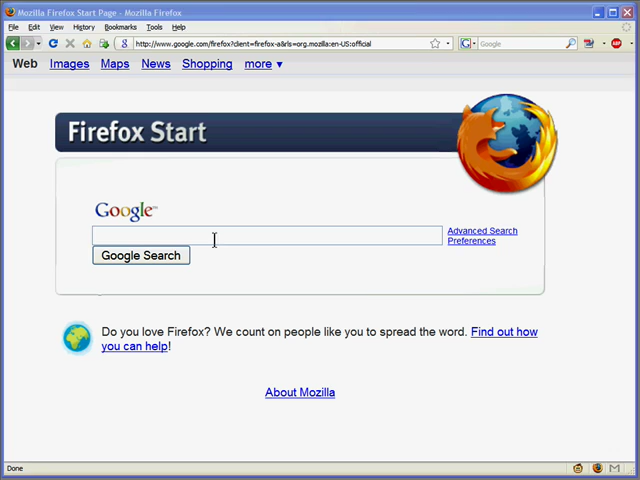 Mozilla Firefox Start Page - Mozilla Firefox
File Edit View History Bookmarks Tools Help
http://www.google.com/firefox?client=firefox-a&rls=org.mozilla:en-US:official
Google
Web Images Maps News Shopping more ▼
Firefox Start
Google™
Advanced Search
Preferences
Google Search
Do you love Firefox? We count on people like you to spread the word. Find out how
you can help!
About Mozilla
Done